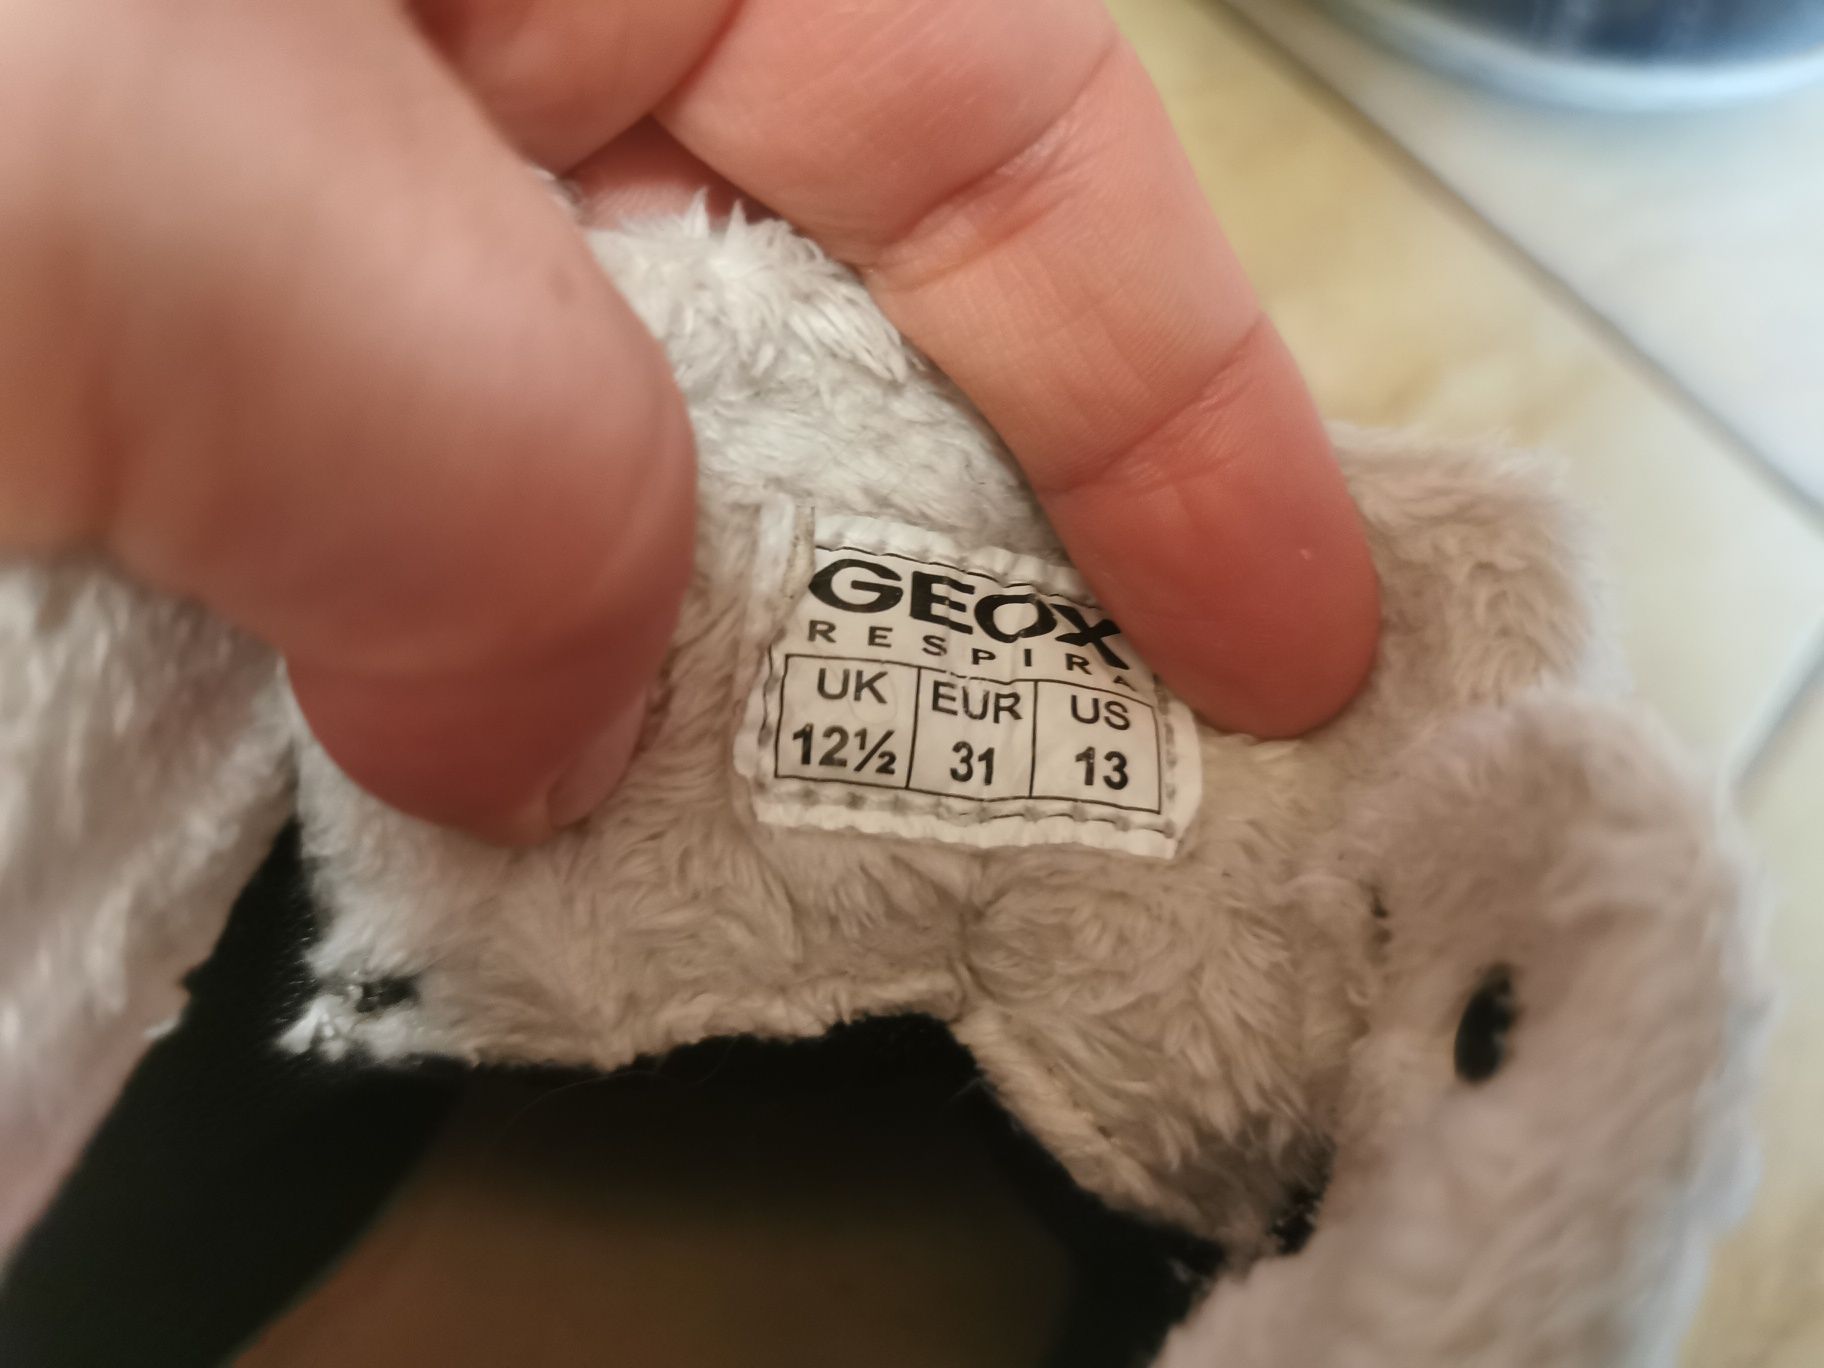 GEOX
RESPIRA
UK EUR US
12½ 31 13